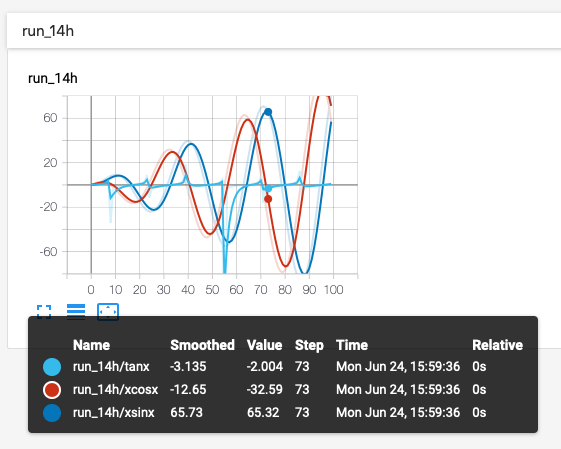 run_14h
run_14h
60
20
-20
-60
0 10 20 30 40 50 60 70 80 90 100
Name Smoothed Value Step Time Relative
run_14h/tanx -3.135 -2.004 73 Mon Jun 24, 15:59:36 0s
run_14h/xcosx -12.65 -32.59 73 Mon Jun 24, 15:59:36 0s
run_14h/xsinx 65.73 65.32 73 Mon Jun 24, 15:59:36 0s